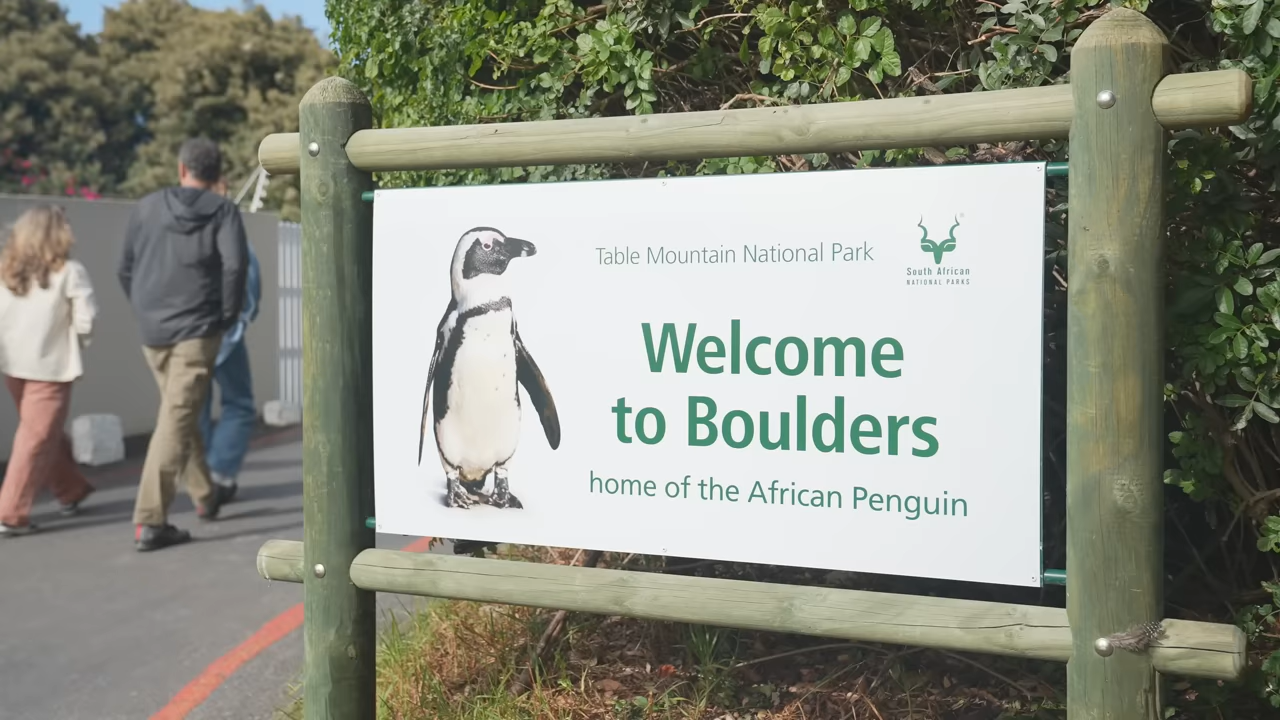 Table Mountain National Park
South African
NATIONAL PARKS
Welcome
to Boulders
home of the African Penguin